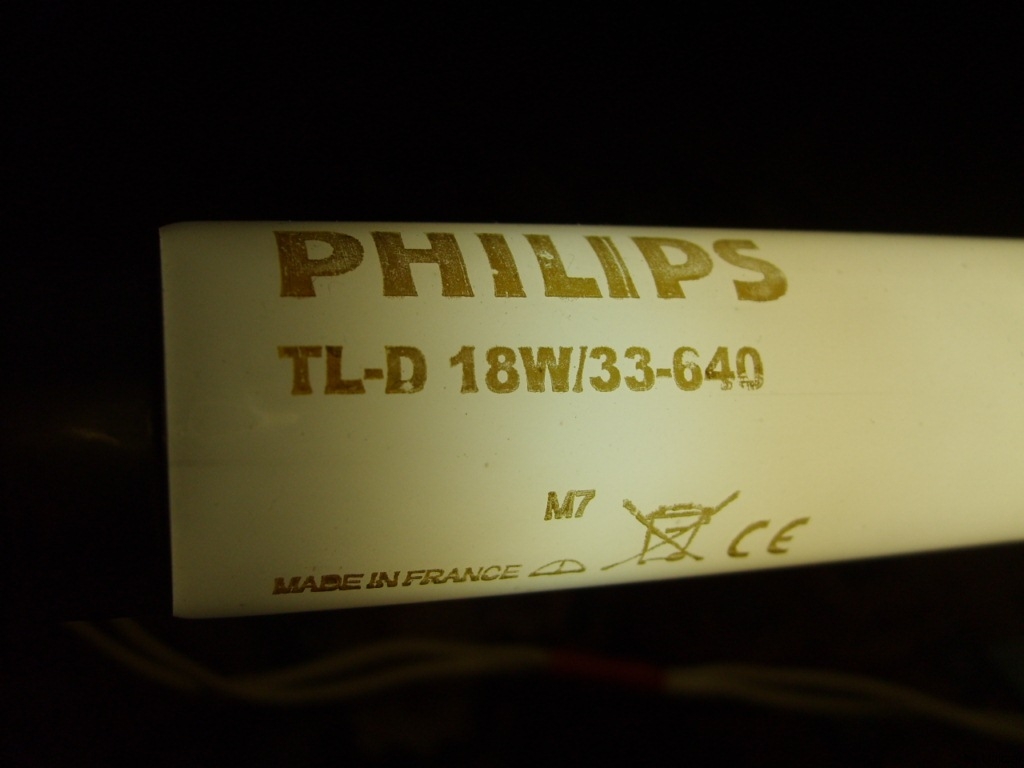 PHILIPS
TL-D 18W/33-640
M7
MADE IN FRANCE CE